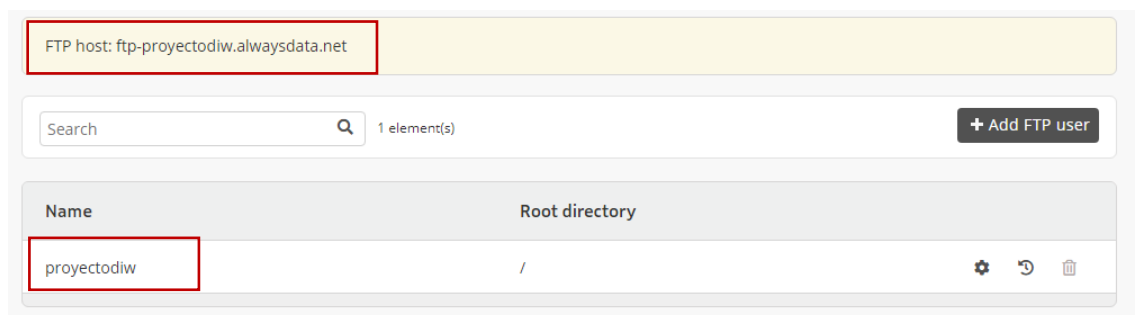 FTP host: ftp-proyectodiw.alwaysdata.net
Search 1 element(s) + Add FTP user
Name Root directory
proyectodiw /